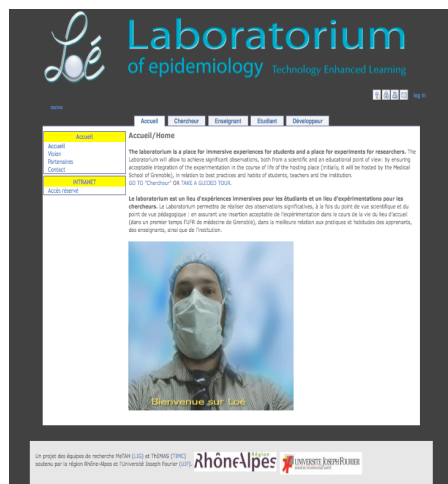 Loé
Laboratorium
of epidemiology Technology Enhanced Learning
log in
Home
Accueil Chercheur Enseignant Etudiant Développeur
Accueil
Accueil
Vision
Partenaires
Contact
INTRANET
Accès réservé
Accueil/Home
The laboratorium is a place for immersive experiences for students and a place for experiments for researchers. The
Laboratorium will allow to achieve significant observations, both from a scientific and an educational point of view: by ensuring
acceptable integration of the experimentation in the course of life of the hosting place (initially, it will be hosted by the Medical
School of Grenoble), in relation to best practices and habits of students, teachers and the institution.
GO TO "Chercheur" OR TAKE A GUIDED TOUR.
Le laboratorium est un lieu d'expériences immersives pour les étudiants et un lieu d'expérimentations pour les
chercheurs. Le Laboratorium permettra de réaliser des observations significatives, à la fois du point de vue scientifique et du
point de vue pédagogique : en assurant une insertion acceptable de l'expérimentation dans le cours de la vie du lieu d'accueil
(dans un premier temps l'UFR de médecine de Grenoble), dans la meilleure relation aux pratiques et habitudes des apprenants,
des enseignants, ainsi que de l'institution.
Bienvenue sur Loé
Un projet des équipes de recherche MeTAH (LIG) et ThEMAS (TIMC)
soutenu par la région Rhône-Alpes et l'Université Joseph Fourier (UJF).
Région
RhôneAlpes
UNIVERSITE JOSEPH FOURIER